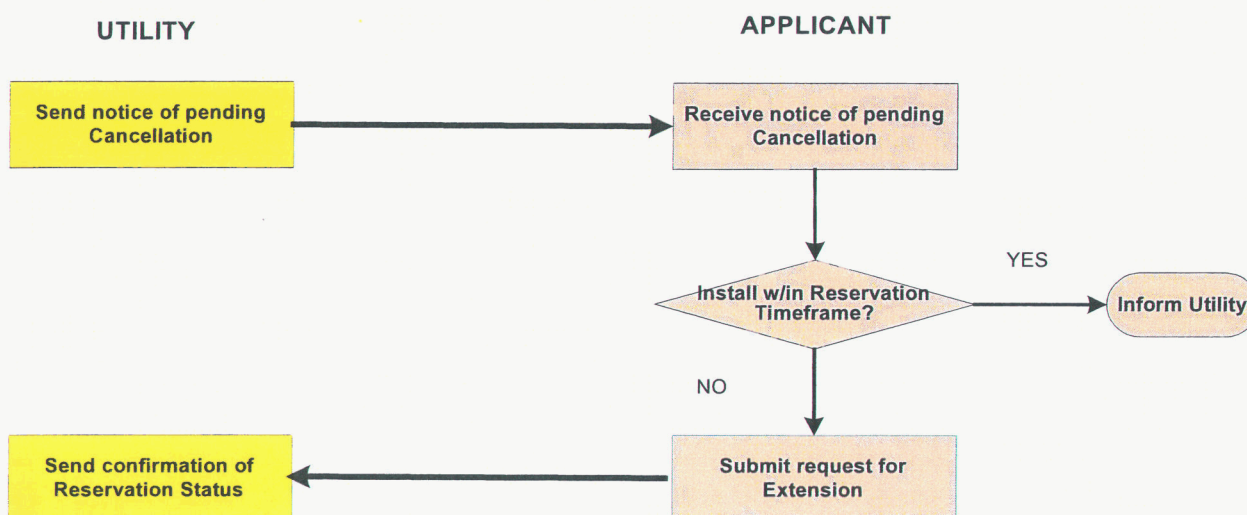 UTILITY
APPLICANT
Send notice of pending
Cancellation
Receive notice of pending
Cancellation
Install w/in Reservation
Timeframe?
YES
Inform Utility
NO
Send confirmation of
Reservation Status
Submit request for
Extension